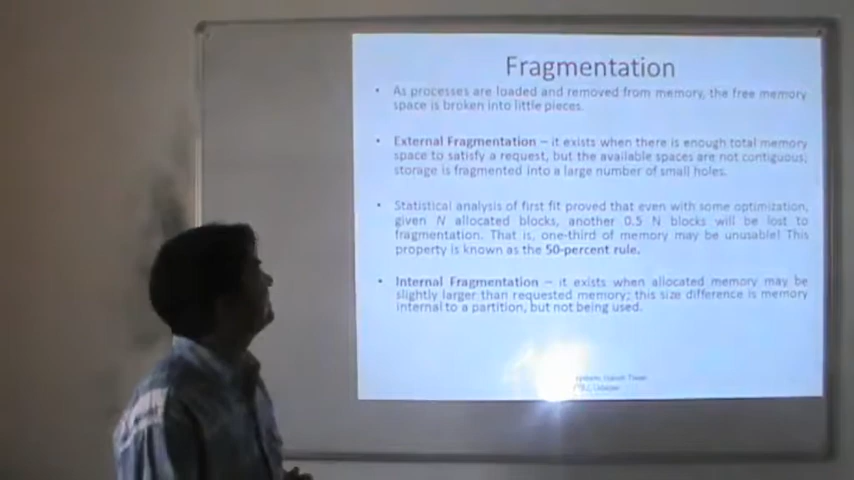 Fragmentation
• As processes are loaded and removed from memory, the free memory
space is broken into little pieces.
• External Fragmentation – it exists when there is enough total memory
space to satisfy a request, but the available spaces are not contiguous;
storage is fragmented into a large number of small holes.
• Statistical analysis of first fit proved that even with some optimization,
given N allocated blocks, another 0.5 N blocks will be lost to
fragmentation. That is, one-third of memory may be unusable! This
property is known as the 50-percent rule.
• Internal Fragmentation – it exists when allocated memory may be
slightly larger than requested memory; this size difference is memory
internal to a partition, but not being used.